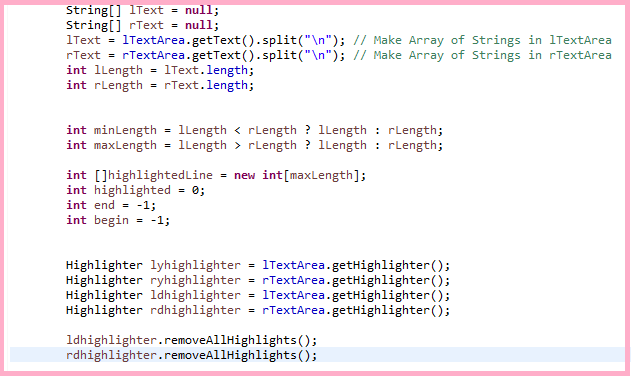 String[] lText = null;
String[] rText = null;
lText = lTextArea.getText().split("\n"); // Make Array of Strings in lTextArea
rText = rTextArea.getText().split("\n"); // Make Array of Strings in rTextArea
int lLength = lText.length;
int rLength = rText.length;
int minLength = lLength < rLength ? lLength : rLength;
int maxLength = lLength > rLength ? lLength : rLength;
int []highlightedLine = new int[maxLength];
int highlighted = 0;
int end = -1;
int begin = -1;
Highlighter lyhighlighter = lTextArea.getHighlighter();
Highlighter ryhighlighter = rTextArea.getHighlighter();
Highlighter ldhighlighter = lTextArea.getHighlighter();
Highlighter rdhighlighter = rTextArea.getHighlighter();
ldhighlighter.removeAllHighlights();
rdhighlighter.removeAllHighlights();